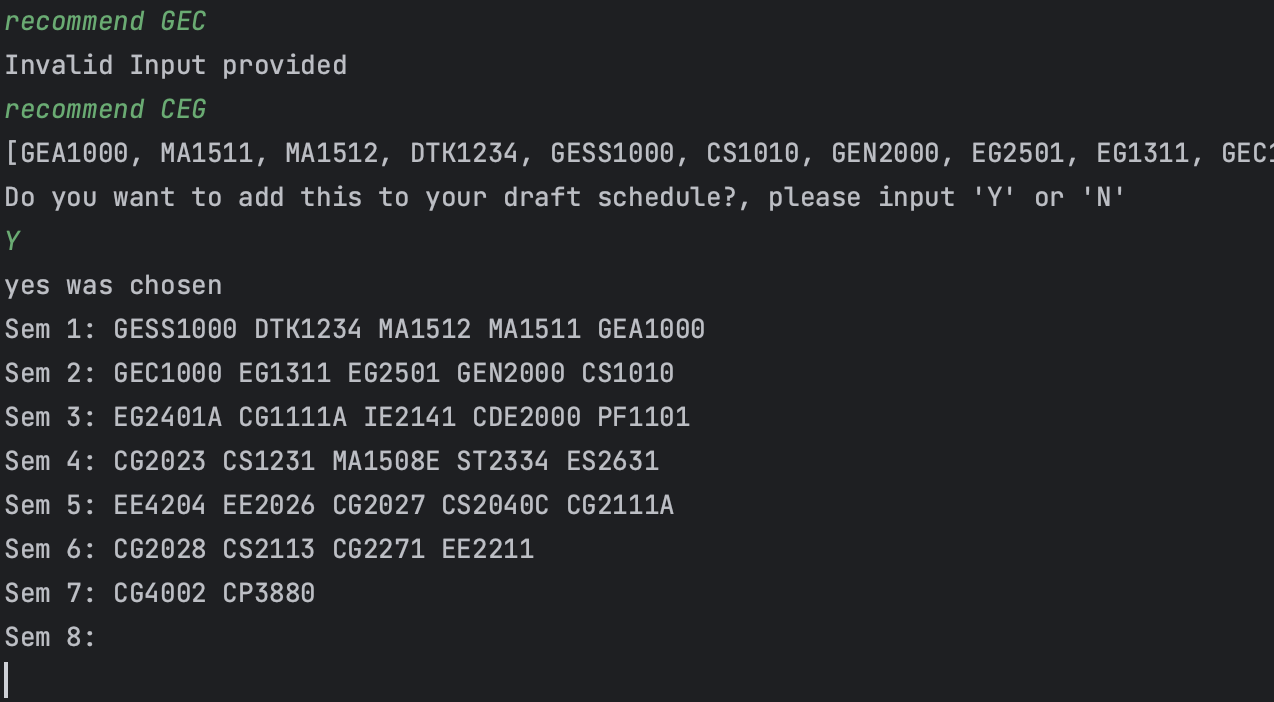 recommend GEC
Invalid Input provided
recommend CEG
[GEA1000, MA1511, MA1512, DTK1234, GESS1000, CS1010, GEN2000, EG2501, EG1311, GEC1
Do you want to add this to your draft schedule?, please input 'Y' or 'N'
Y
yes was chosen
Sem 1: GESS1000 DTK1234 MA1512 MA1511 GEA1000
Sem 2: GEC1000 EG1311 EG2501 GEN2000 CS1010
Sem 3: EG2401A CG1111A IE2141 CDE2000 PF1101
Sem 4: CG2023 CS1231 MA1508E ST2334 ES2631
Sem 5: EE4204 EE2026 CG2027 CS2040C CG2111A
Sem 6: CG2028 CS2113 CG2271 EE2211
Sem 7: CG4002 CP3880
Sem 8: